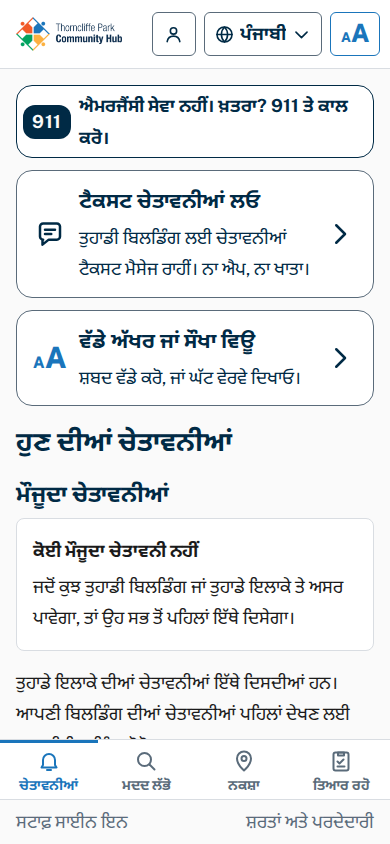 Thorncliffe Park
Community Hub
ਪੰਜਾਬੀ
AA
911
ਐਮਰਜੈਂਸੀ ਸੇਵਾ ਨਹੀਂ। ਖ਼ਤਰਾ? 911 ਤੇ ਕਾਲ
ਕਰੋ।
ਟੈਕਸਟ ਚੇਤਾਵਨੀਆਂ ਲਓ
ਤੁਹਾਡੀ ਬਿਲਡਿੰਗ ਲਈ ਚੇਤਾਵਨੀਆਂ
ਟੈਕਸਟ ਮੈਸੇਜ ਰਾਹੀਂ। ਨਾ ਐਪ, ਨਾ ਖਾਤਾ।
AA
ਵੱਡੇ ਅੱਖਰ ਜਾਂ ਸੌਖਾ ਵਿਊ
ਸ਼ਬਦ ਵੱਡੇ ਕਰੋ, ਜਾਂ ਘੱਟ ਵੇਰਵੇ ਦਿਖਾਓ।
ਹੁਣ ਦੀਆਂ ਚੇਤਾਵਨੀਆਂ
ਮੌਜੂਦਾ ਚੇਤਾਵਨੀਆਂ
ਕੋਈ ਮੌਜੂਦਾ ਚੇਤਾਵਨੀ ਨਹੀਂ
ਜਦੋਂ ਕੁਝ ਤੁਹਾਡੀ ਬਿਲਡਿੰਗ ਜਾਂ ਤੁਹਾਡੇ ਇਲਾਕੇ ਤੇ ਅਸਰ
ਪਾਵੇਗਾ, ਤਾਂ ਉਹ ਸਭ ਤੋਂ ਪਹਿਲਾਂ ਇੱਥੇ ਦਿਸੇਗਾ।
ਤੁਹਾਡੇ ਇਲਾਕੇ ਦੀਆਂ ਚੇਤਾਵਨੀਆਂ ਇੱਥੇ ਦਿਸਦੀਆਂ ਹਨ।
ਆਪਣੀ ਬਿਲਡਿੰਗ ਦੀਆਂ ਚੇਤਾਵਨੀਆਂ ਪਹਿਲਾਂ ਦੇਖਣ ਲਈ
ਚੇਤਾਵਨੀਆਂ
ਮਦਦ ਲੱਭੋ
ਨਕਸ਼ਾ
ਤਿਆਰ ਰਹੋ
ਸਟਾਫ਼ ਸਾਈਨ ਇਨ
ਸ਼ਰਤਾਂ ਅਤੇ ਪਰਦੇਦਾਰੀ